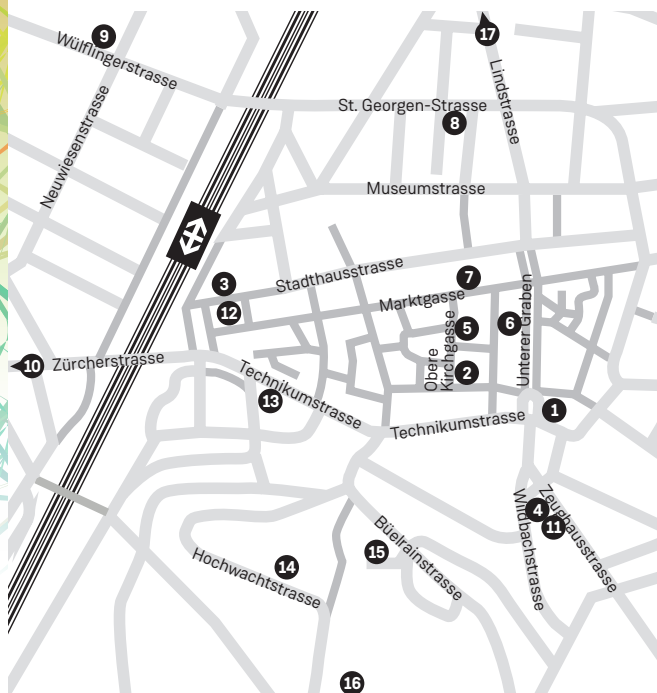 17
9
Wülflingerstrasse
Lindstrasse
St. Georgen-Strasse
8
Neuwiesenstrasse
Museumstrasse
3
Stadthausstrasse
7
12
Marktgasse
5
6
Unterer Graben
Obere
Kirchgasse
10
Zürcherstrasse
2
Technikumstrasse
13
1
Technikumstrasse
4
11
Zeughausstrasse
Wildbachstrasse
Büelrainstrasse
15
14
Hochwachtstrasse
16